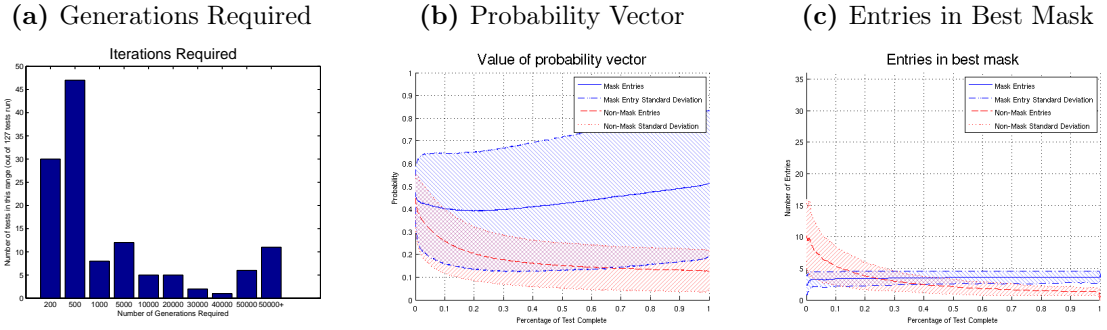 (a) Generations Required
Iterations Required
Number of tests in this range (out of 127 tests run)
50
45
40
35
30
25
20
15
10
5
0
200 500 1000 5000 10000 20000 30000 40000 50000 50000+
Number of Generations Required
(b) Probability Vector
Value of probability vector
Mask Entries
Mask Entry Standard Deviation
Non-Mask Entries
Non-Mask Standard Deviation
Probability
1
0.9
0.8
0.7
0.6
0.5
0.4
0.3
0.2
0.1
0
0 0.1 0.2 0.3 0.4 0.5 0.6 0.7 0.8 0.9 1
Percentage of Test Complete
(c) Entries in Best Mask
Entries in best mask
Mask Entries
Mask Entry Standard Deviation
Non-Mask Entries
Non-Mask Standard Deviation
Number of Entries
35
30
25
20
15
10
5
0
0 0.1 0.2 0.3 0.4 0.5 0.6 0.7 0.8 0.9 1
Percentage of Test Complete